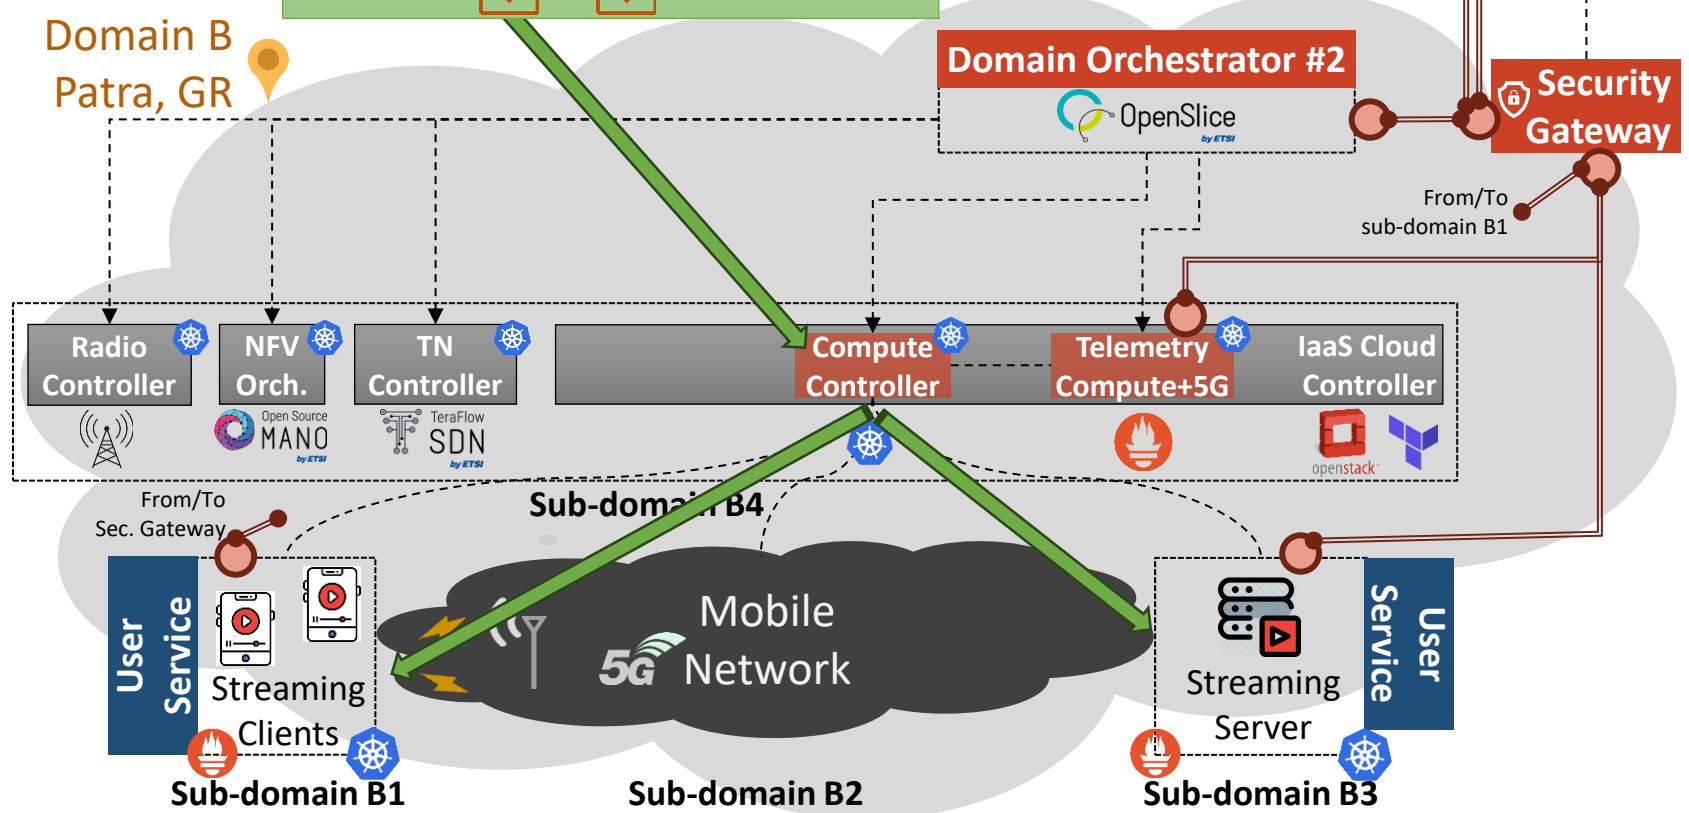 Domain B
Patra, GR
Domain Orchestrator #2
OpenSlice
by ETSI
Security
Gateway
From/To
sub-domain B1
Radio
Controller
NFV
Orch.
TN
Controller
Compute
Controller
Telemetry
Compute+5G
IaaS Cloud
Controller
Open Source
MANO
by ETSI
TeraFlow
SDN
by ETSI
openstack
Sub-domain B4
From/To
Sec. Gateway
User
Service
Streaming
Clients
5G
Mobile
Network
Streaming
Server
User
Service
Sub-domain B1
Sub-domain B2
Sub-domain B3